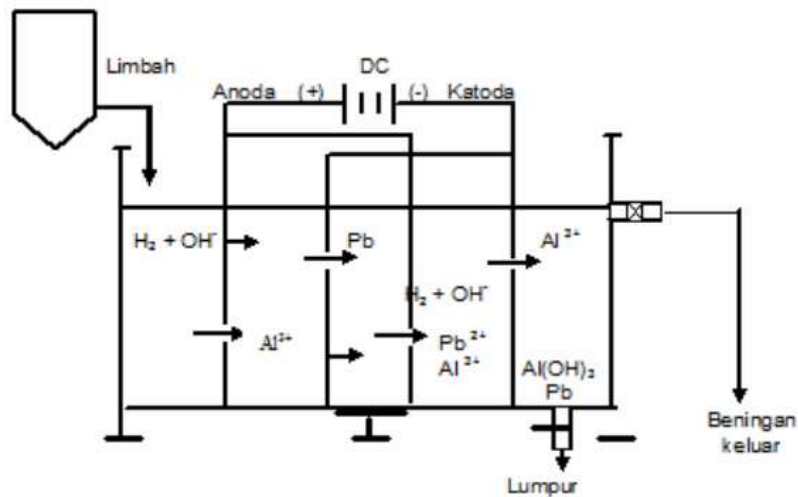 Limbah
DC
Anoda (+) (-) Katoda
H₂ + OH⁻
Pb
Al³⁺
H₂ + OH⁻
Al³⁺
Pb²⁺
Al³⁺
Al(OH)₃
Pb
Beningan
keluar
Lumpur